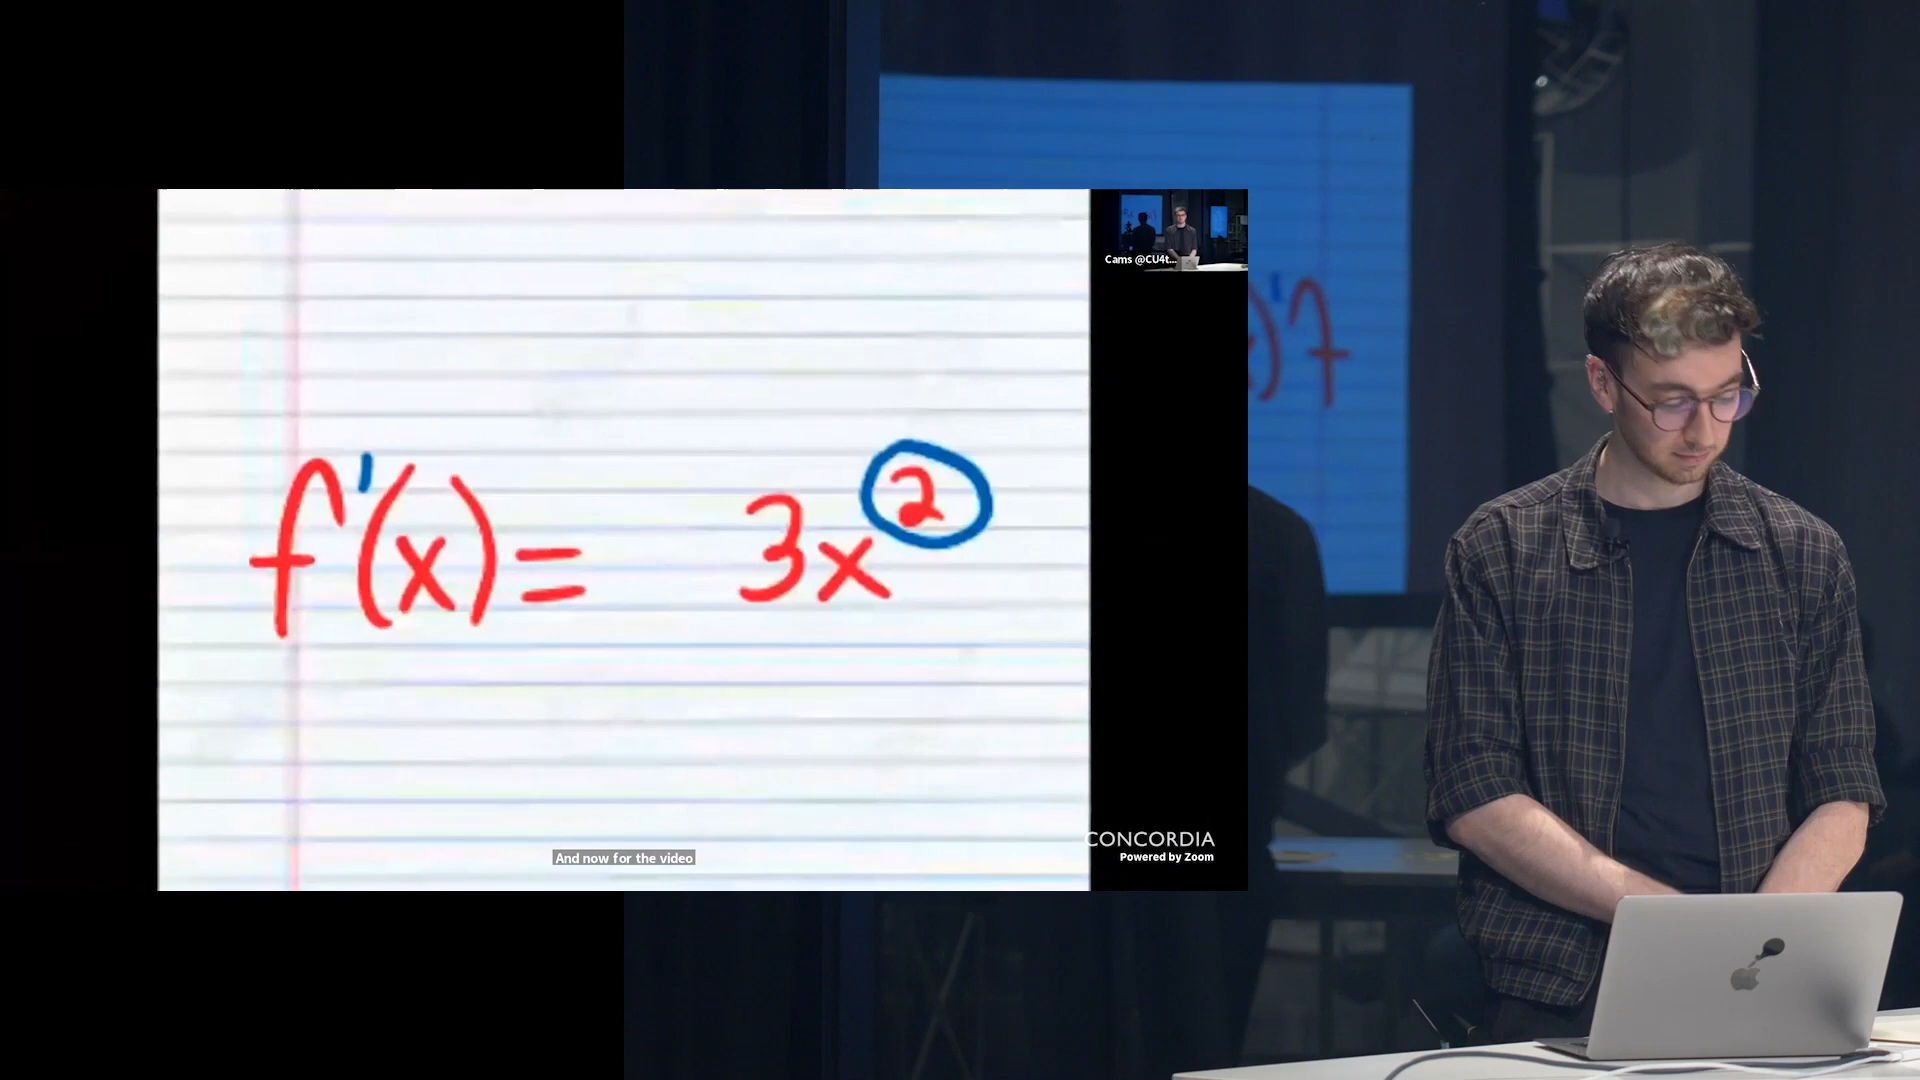 Cams @CU4t...
f'(x)= 3x²
And now for the video
CONCORDIA
Powered by Zoom